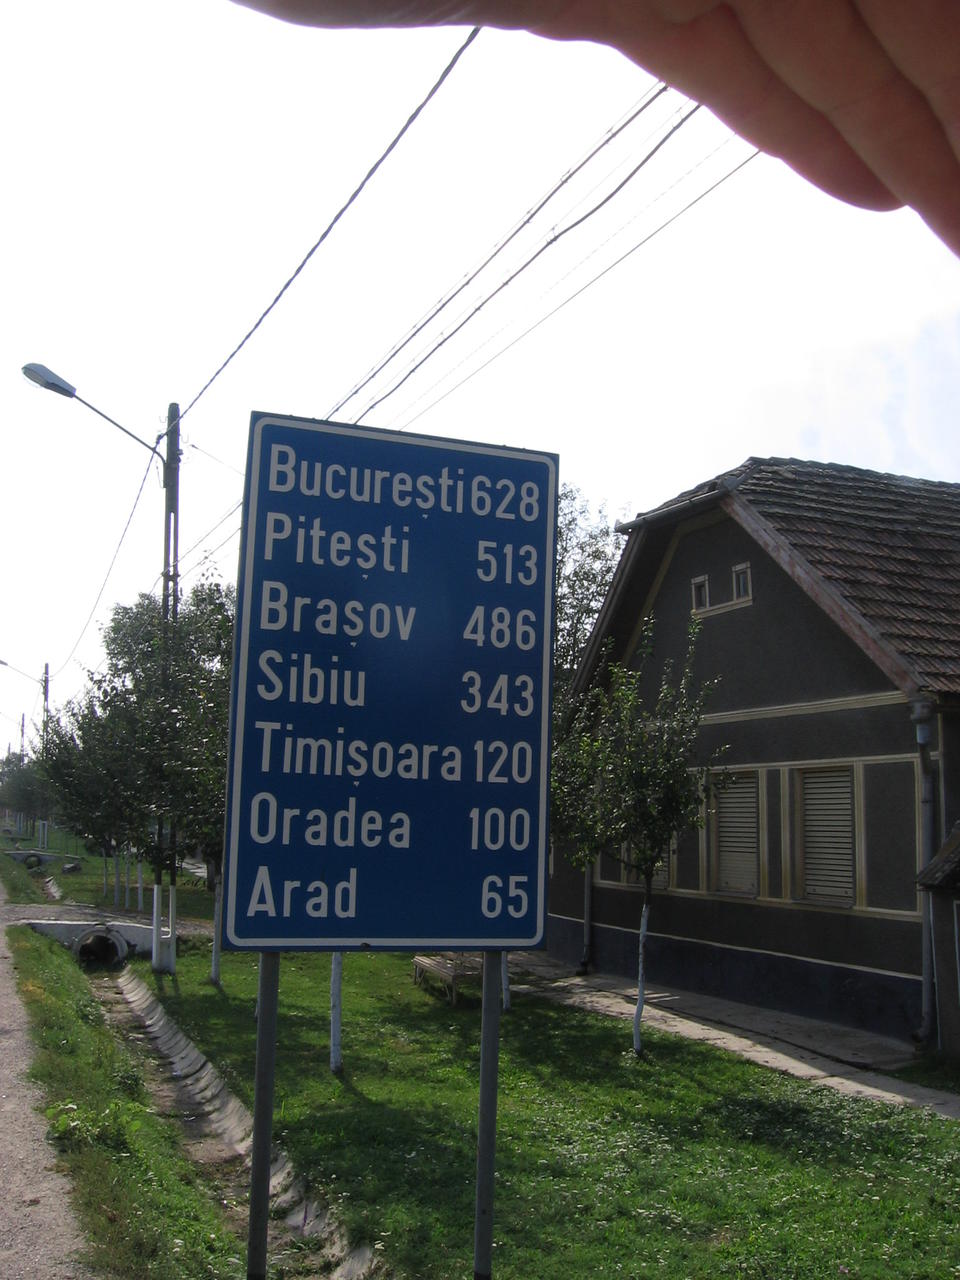 București 628
Pitești 513
Brașov 486
Sibiu 343
Timișoara 120
Oradea 100
Arad 65